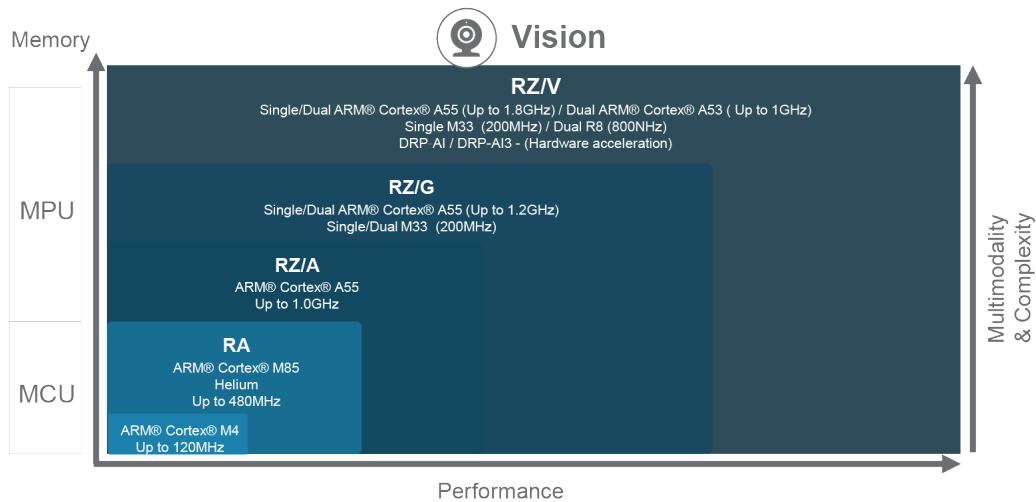 Memory
Vision
RZ/V
Single/Dual ARM® Cortex® A55 (Up to 1.8GHz) / Dual ARM® Cortex® A53 ( Up to 1GHz)
Single M33 (200MHz) / Dual R8 (800NHz)
DRP AI / DRP-AI3 - (Hardware acceleration)
MPU
RZ/G
Single/Dual ARM® Cortex® A55 (Up to 1.2GHz)
Single/Dual M33 (200MHz)
RZ/A
ARM® Cortex® A55
Up to 1.0GHz
MCU
RA
ARM® Cortex® M85
Helium
Up to 480MHz
ARM® Cortex® M4
Up to 120MHz
Multimodality
& Complexity
Performance